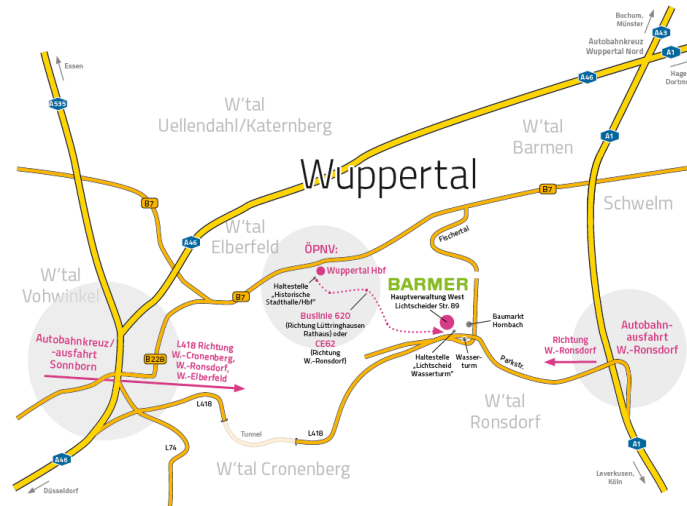 Bochum,
Münster
A43
Autobahnkreuz
Wuppertal Nord
A1
Essen
A46
Hage
Dortm
A535
W'tal
Uellendahl/Katernberg
A1
W'tal
Barmen
Wuppertal
B7
B7
Schwelm
W'tal
Elberfeld
A46
Fischertal
ÖPNV:
Wuppertal Hbf
W'tal
Vohwinkel
Haltestelle
„Historische
Stadthalle/Hbf"
BARMER
Hauptverwaltung West
Lichtscheider Str. 89
B7
Buslinie 620
(Richtung Lüttringhausen
Rathaus) oder
CE62
(Richtung
W.-Ronsdorf)
Baumarkt
Hornbach
Autobahn-
ausfahrt
W.-Ronsdorf
Autobahnkreuz/
-ausfahrt
Sonnborn
L418 Richtung
W.-Cronenberg,
W.-Ronsdorf,
W.-Elberfeld
B228
Richtung
W.-Ronsdorf
Haltestelle
„Lichtscheid
Wasserturm"
Wasser-
turm
Parkstr.
W'tal
Ronsdorf
L418
Tunnel
L418
L74
A1
A46
W'tal Cronenberg
Düsseldorf
Leverkusen,
Köln